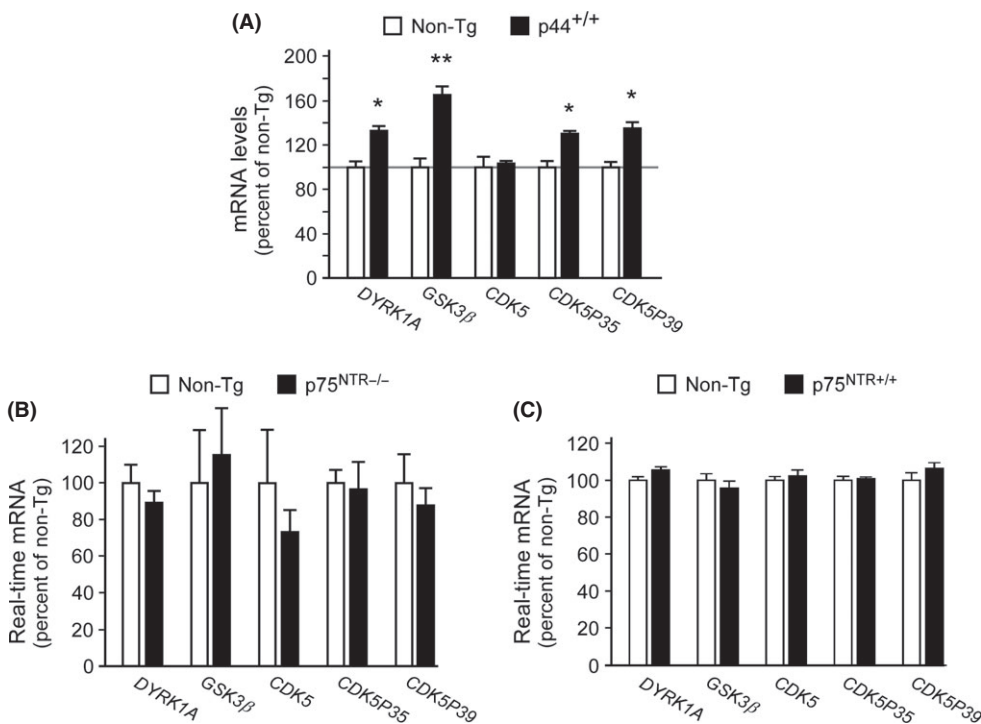 (A)
Non-Tg p44+/+
mRNA levels
(percent of non-Tg)
200
160
120
80
40
0
*
**
*
*
DYRK1A
GSK3β
CDK5
CDK5P35
CDK5P39
(B)
Non-Tg p75NTR–/–
Real-time mRNA
(percent of non-Tg)
120
100
80
60
40
20
0
DYRK1A
GSK3β
CDK5
CDK5P35
CDK5P39
(C)
Non-Tg p75NTR+/+
Real-time mRNA
(percent of non-Tg)
120
100
80
60
40
20
0
DYRK1A
GSK3β
CDK5
CDK5P35
CDK5P39